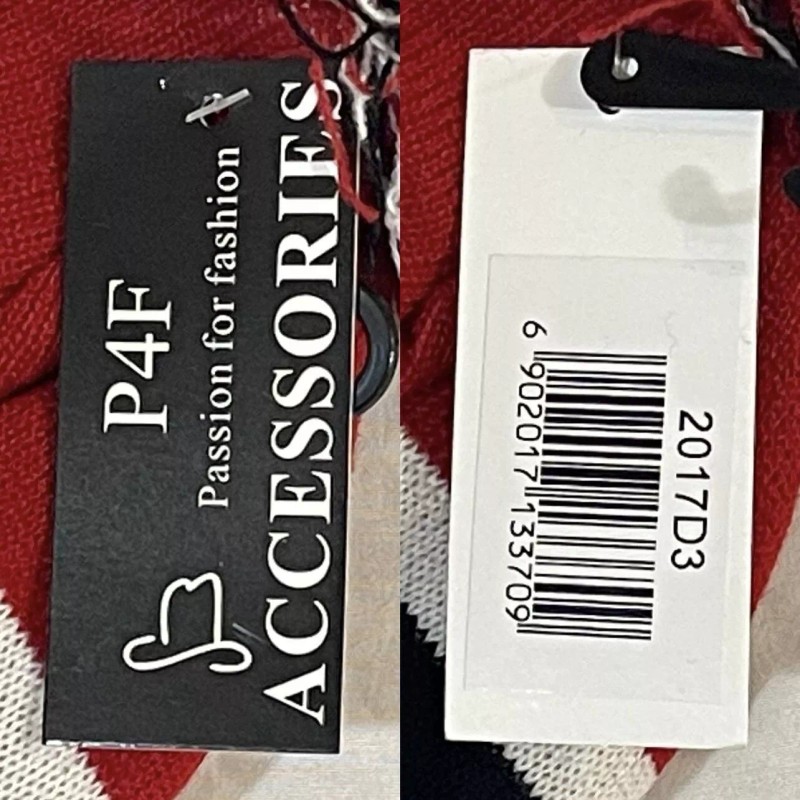 P4F
Passion for fashion
ACCESSORIES
2017D3
6 902017 133709